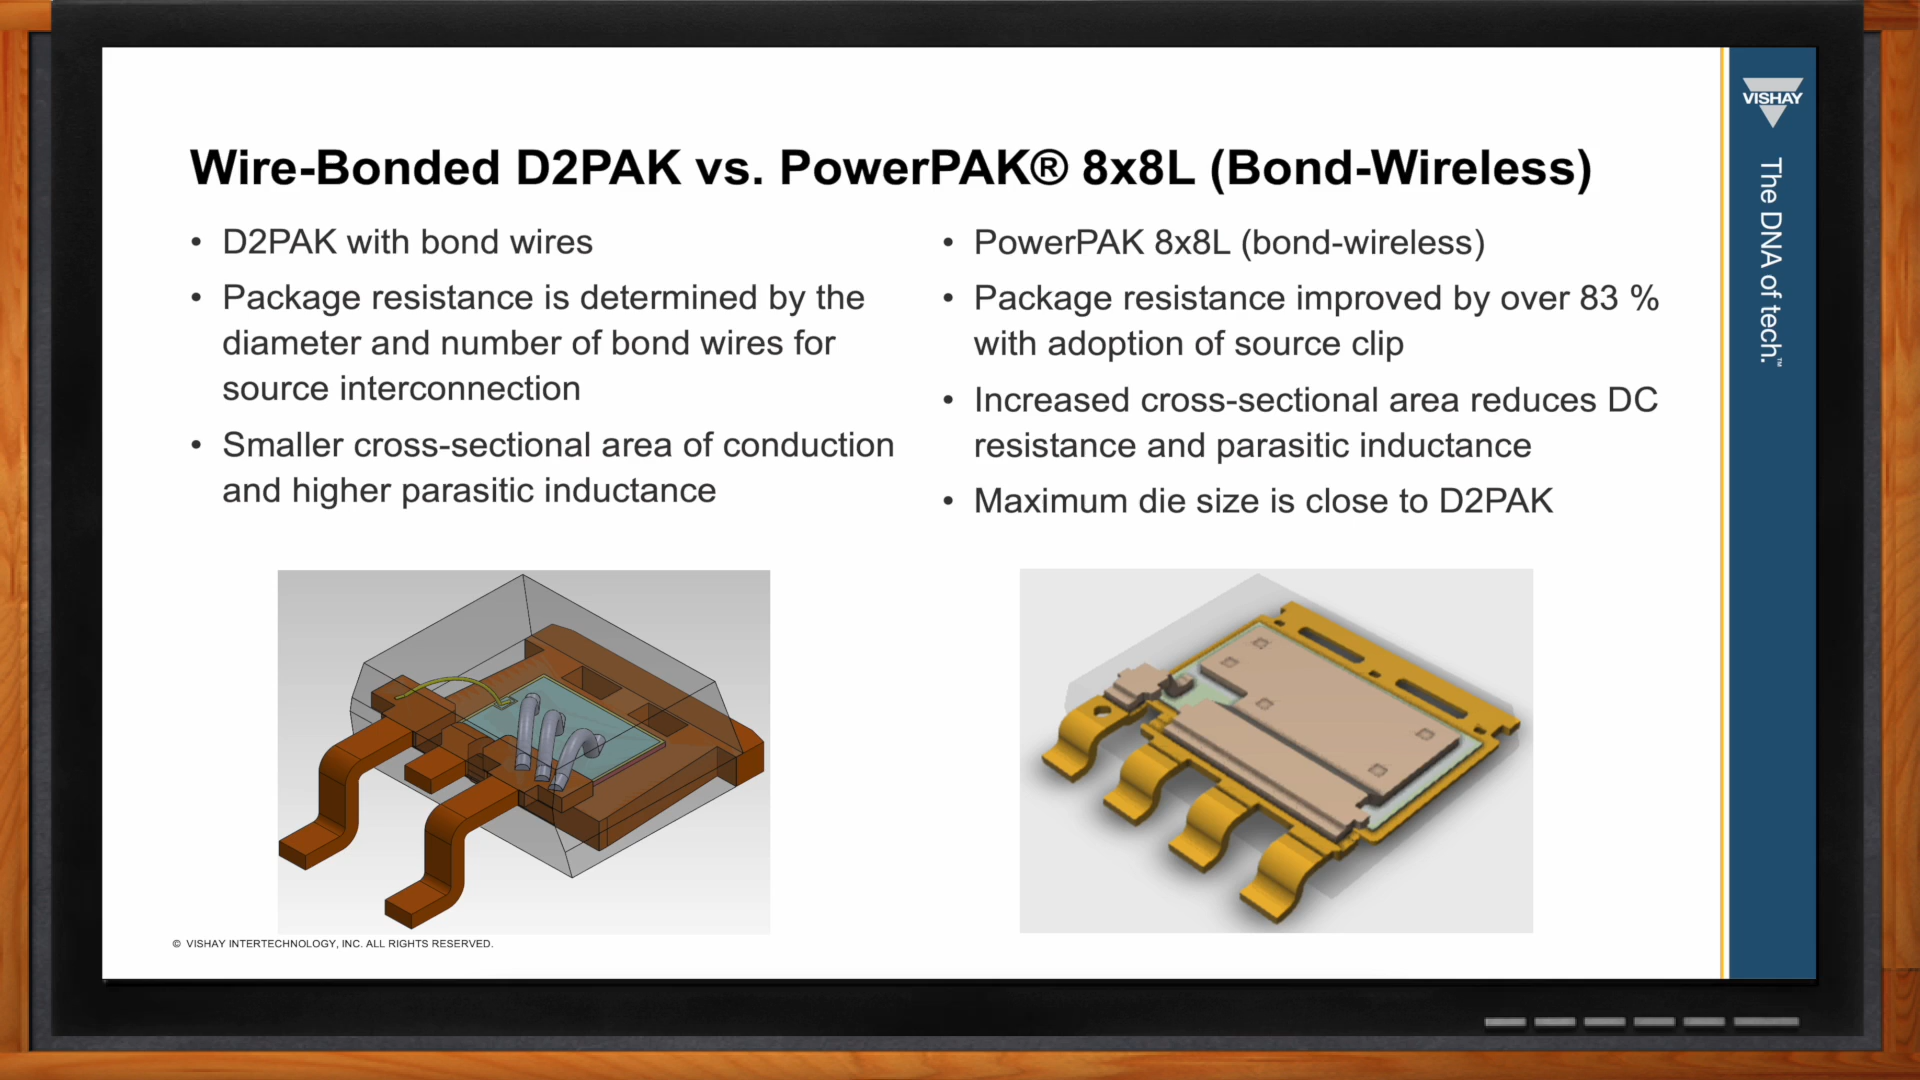 Wire-Bonded D2PAK vs. PowerPAK® 8x8L (Bond-Wireless)
• D2PAK with bond wires
• Package resistance is determined by the
diameter and number of bond wires for
source interconnection
• Smaller cross-sectional area of conduction
and higher parasitic inductance
• PowerPAK 8x8L (bond-wireless)
• Package resistance improved by over 83 %
with adoption of source clip
• Increased cross-sectional area reduces DC
resistance and parasitic inductance
• Maximum die size is close to D2PAK
© VISHAY INTERTECHNOLOGY, INC. ALL RIGHTS RESERVED.
VISHAY
The DNA of tech.™